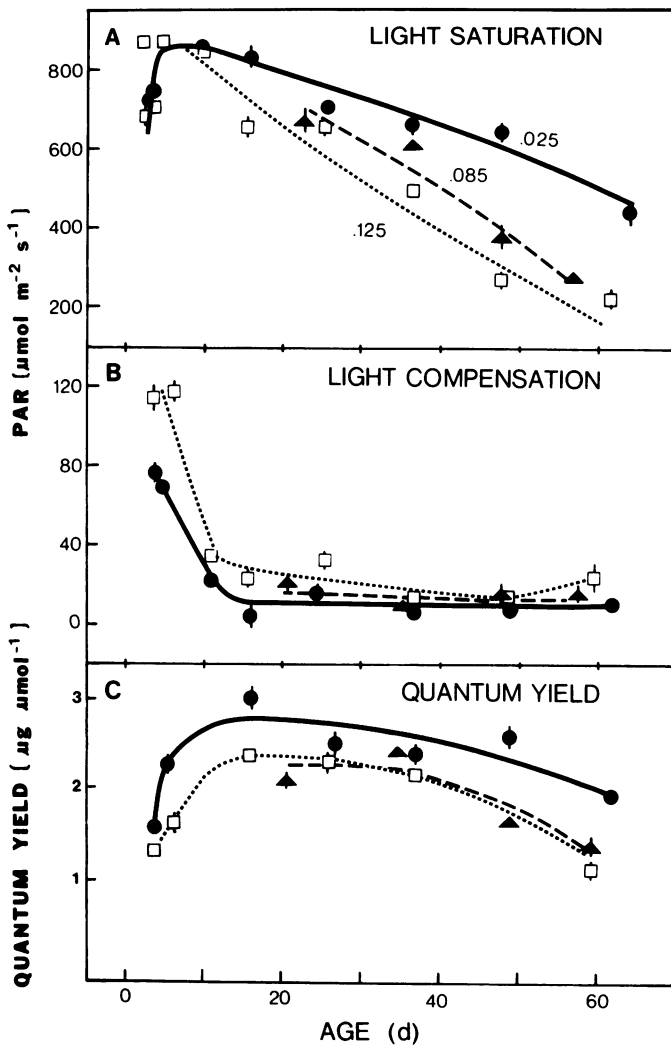 A LIGHT SATURATION
800
600
400
200
.025
.085
.125
PAR (µmol m⁻² s⁻¹)
B LIGHT COMPENSATION
120
80
40
0
C QUANTUM YIELD
3
2
1
QUANTUM YIELD ( µg µmol⁻¹)
0 20 40 60
AGE (d)